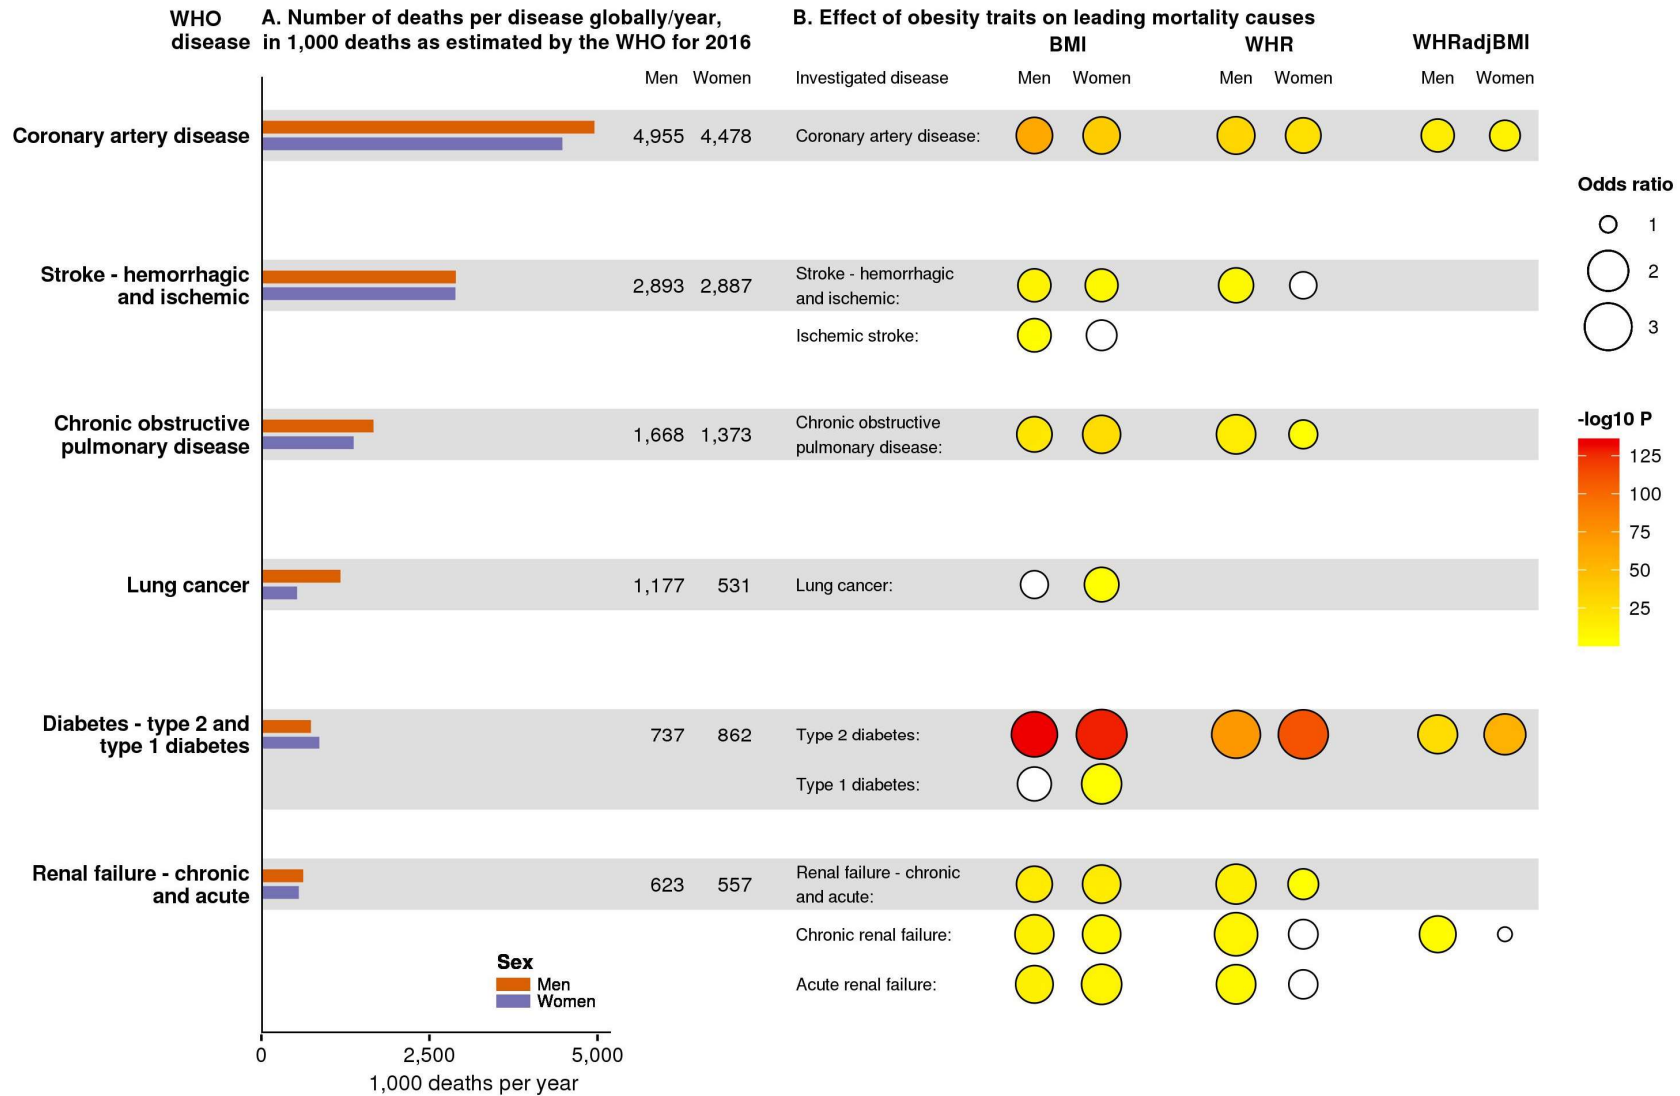 WHO
disease
A. Number of deaths per disease globally/year,
in 1,000 deaths as estimated by the WHO for 2016
Men Women
B. Effect of obesity traits on leading mortality causes
BMI WHR WHRadjBMI
Investigated disease Men Women Men Women Men Women
Coronary artery disease 4,955 4,478 Coronary artery disease:
Stroke - hemorrhagic
and ischemic
2,893 2,887
Stroke - hemorrhagic
and ischemic:
Ischemic stroke:
Chronic obstructive
pulmonary disease
1,668 1,373
Chronic obstructive
pulmonary disease:
Lung cancer 1,177 531 Lung cancer:
Diabetes - type 2 and
type 1 diabetes
737 862 Type 2 diabetes:
Type 1 diabetes:
Renal failure - chronic
and acute
623 557
Renal failure - chronic
and acute:
Chronic renal failure:
Acute renal failure:
Sex
Men
Women
0 2,500 5,000
1,000 deaths per year
Odds ratio
1
2
3
-log10 P
125
100
75
50
25